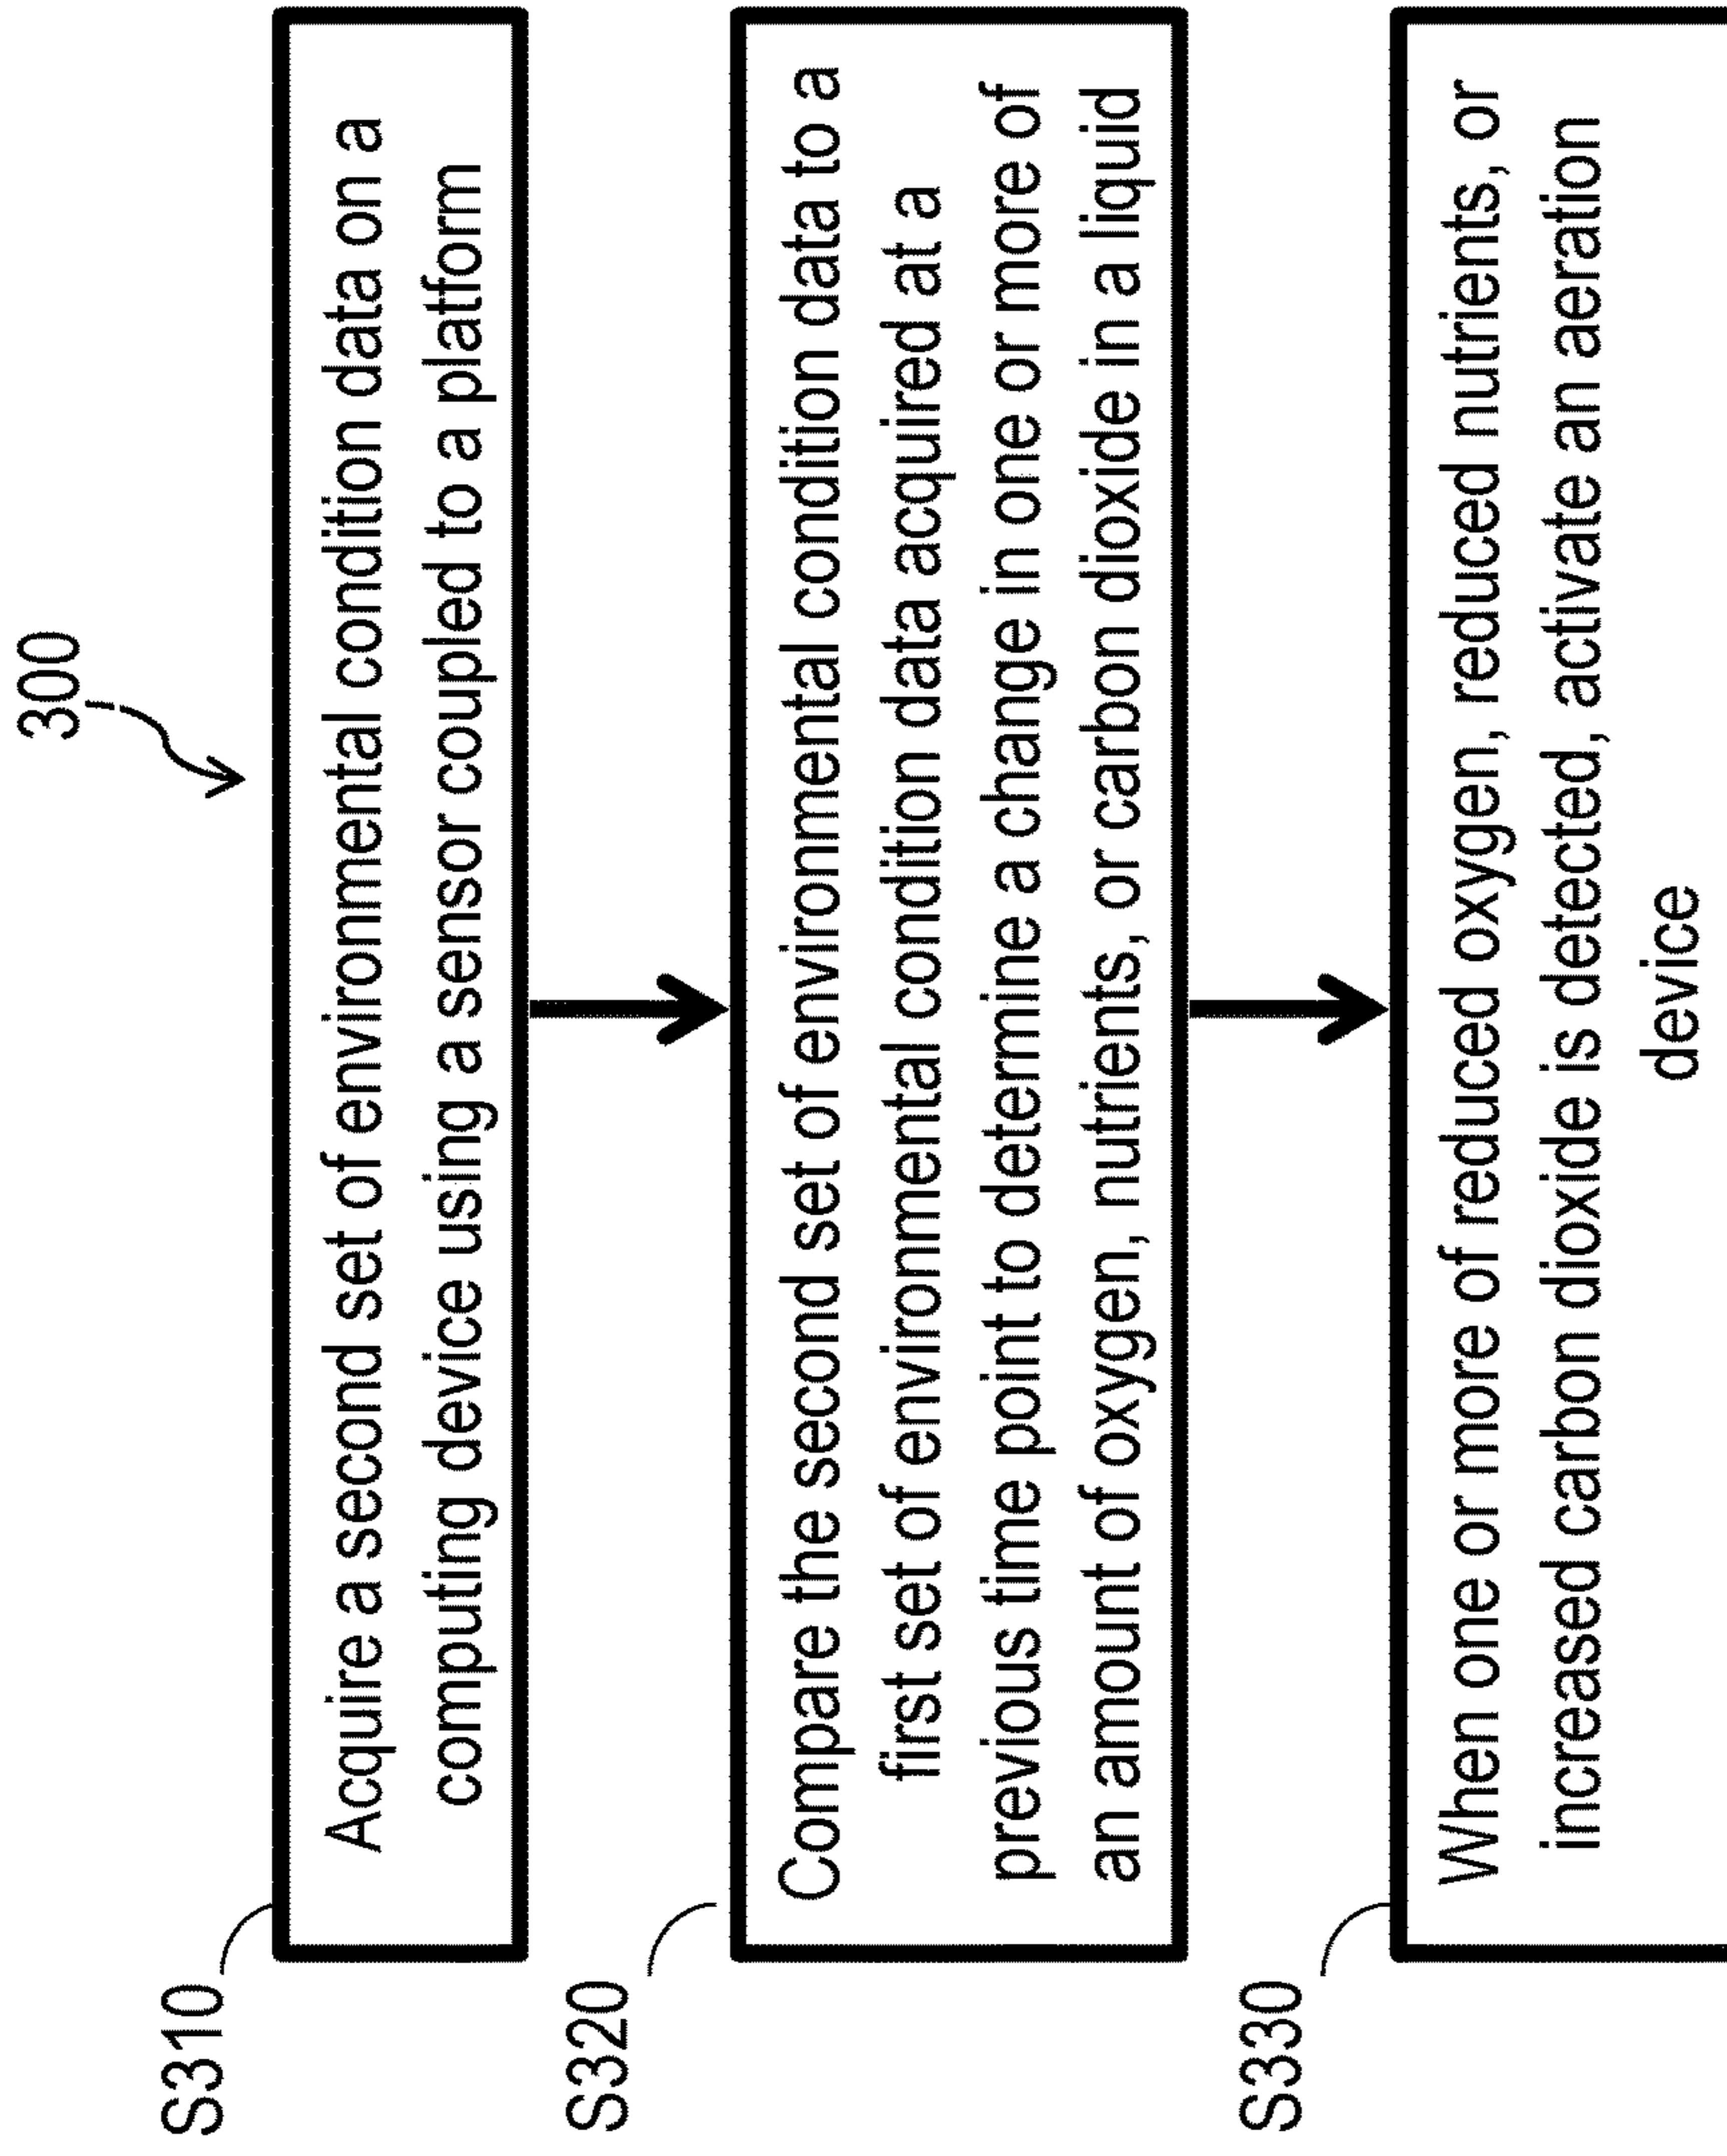 300
S310
Acquire a second set of environmental condition data on a
computing device using a sensor coupled to a platform
S320
Compare the second set of environmental condition data to a
first set of environmental condition data acquired at a
previous time point to determine a change in one or more of
an amount of oxygen, nutrients, or carbon dioxide in a liquid
S330
When one or more of reduced oxygen, reduced nutrients, or
increased carbon dioxide is detected, activate an aeration
device